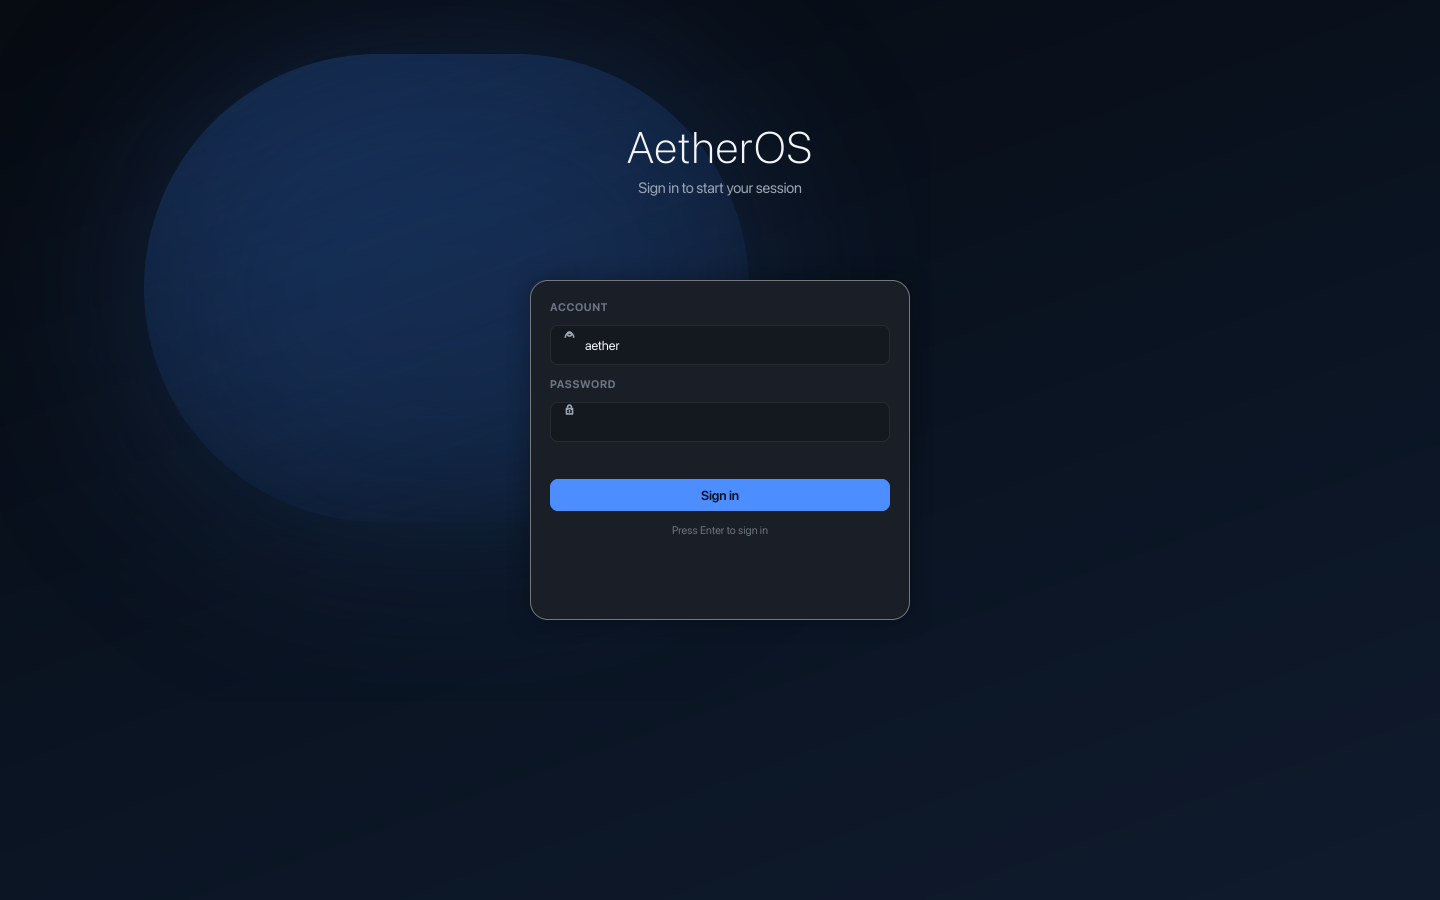 AetherOS
Sign in to start your session
ACCOUNT
aether
PASSWORD
Sign in
Press Enter to sign in